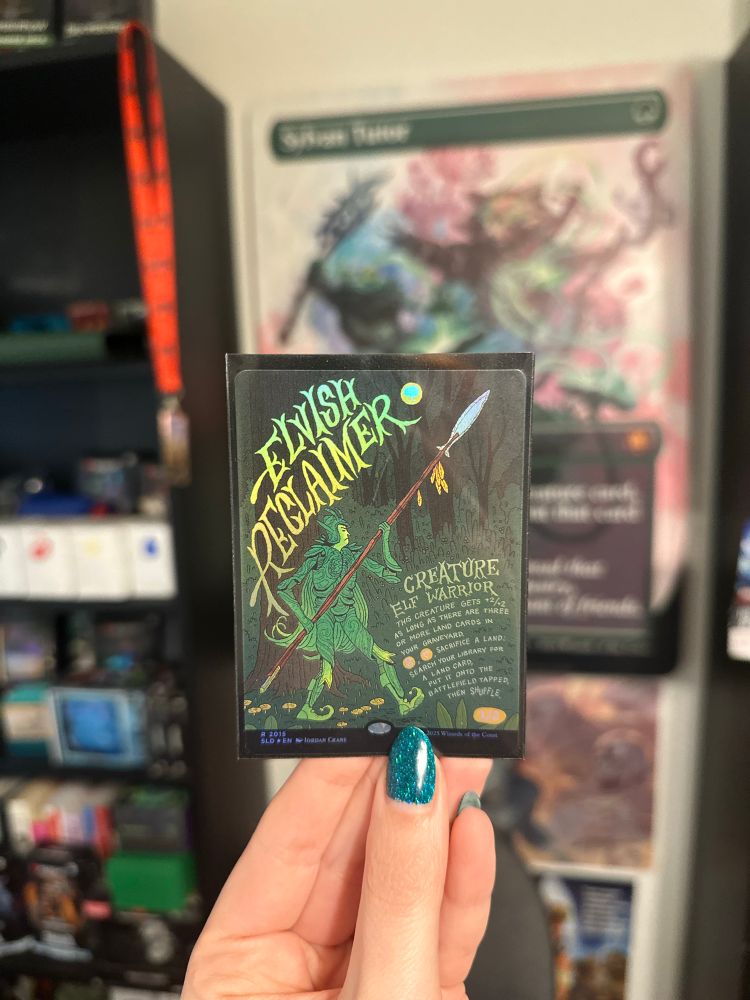 Sylvan Tutor
ELVISH
RECLAIMER
CREATURE
ELF WARRIOR
THIS CREATURE GETS +2/+2
AS LONG AS THERE ARE THREE
OR MORE LAND CARDS IN
YOUR GRAVEYARD.
SACRIFICE A LAND:
SEARCH YOUR LIBRARY FOR
A LAND CARD,
PUT IT ONTO THE
BATTLEFIELD TAPPED,
THEN SHUFFLE.
R 2015
SLD ★ EN JORDAN CRANE
2025 Wizards of the Coast